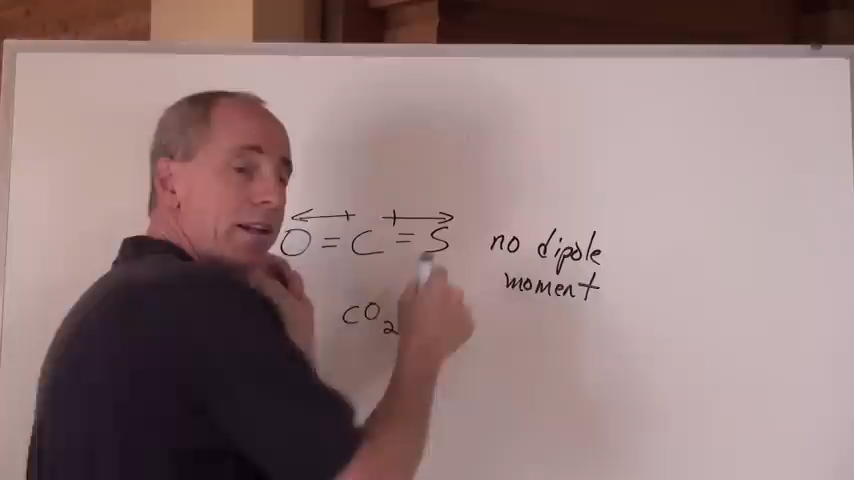 O = C = S
no dipole
moment
CO2